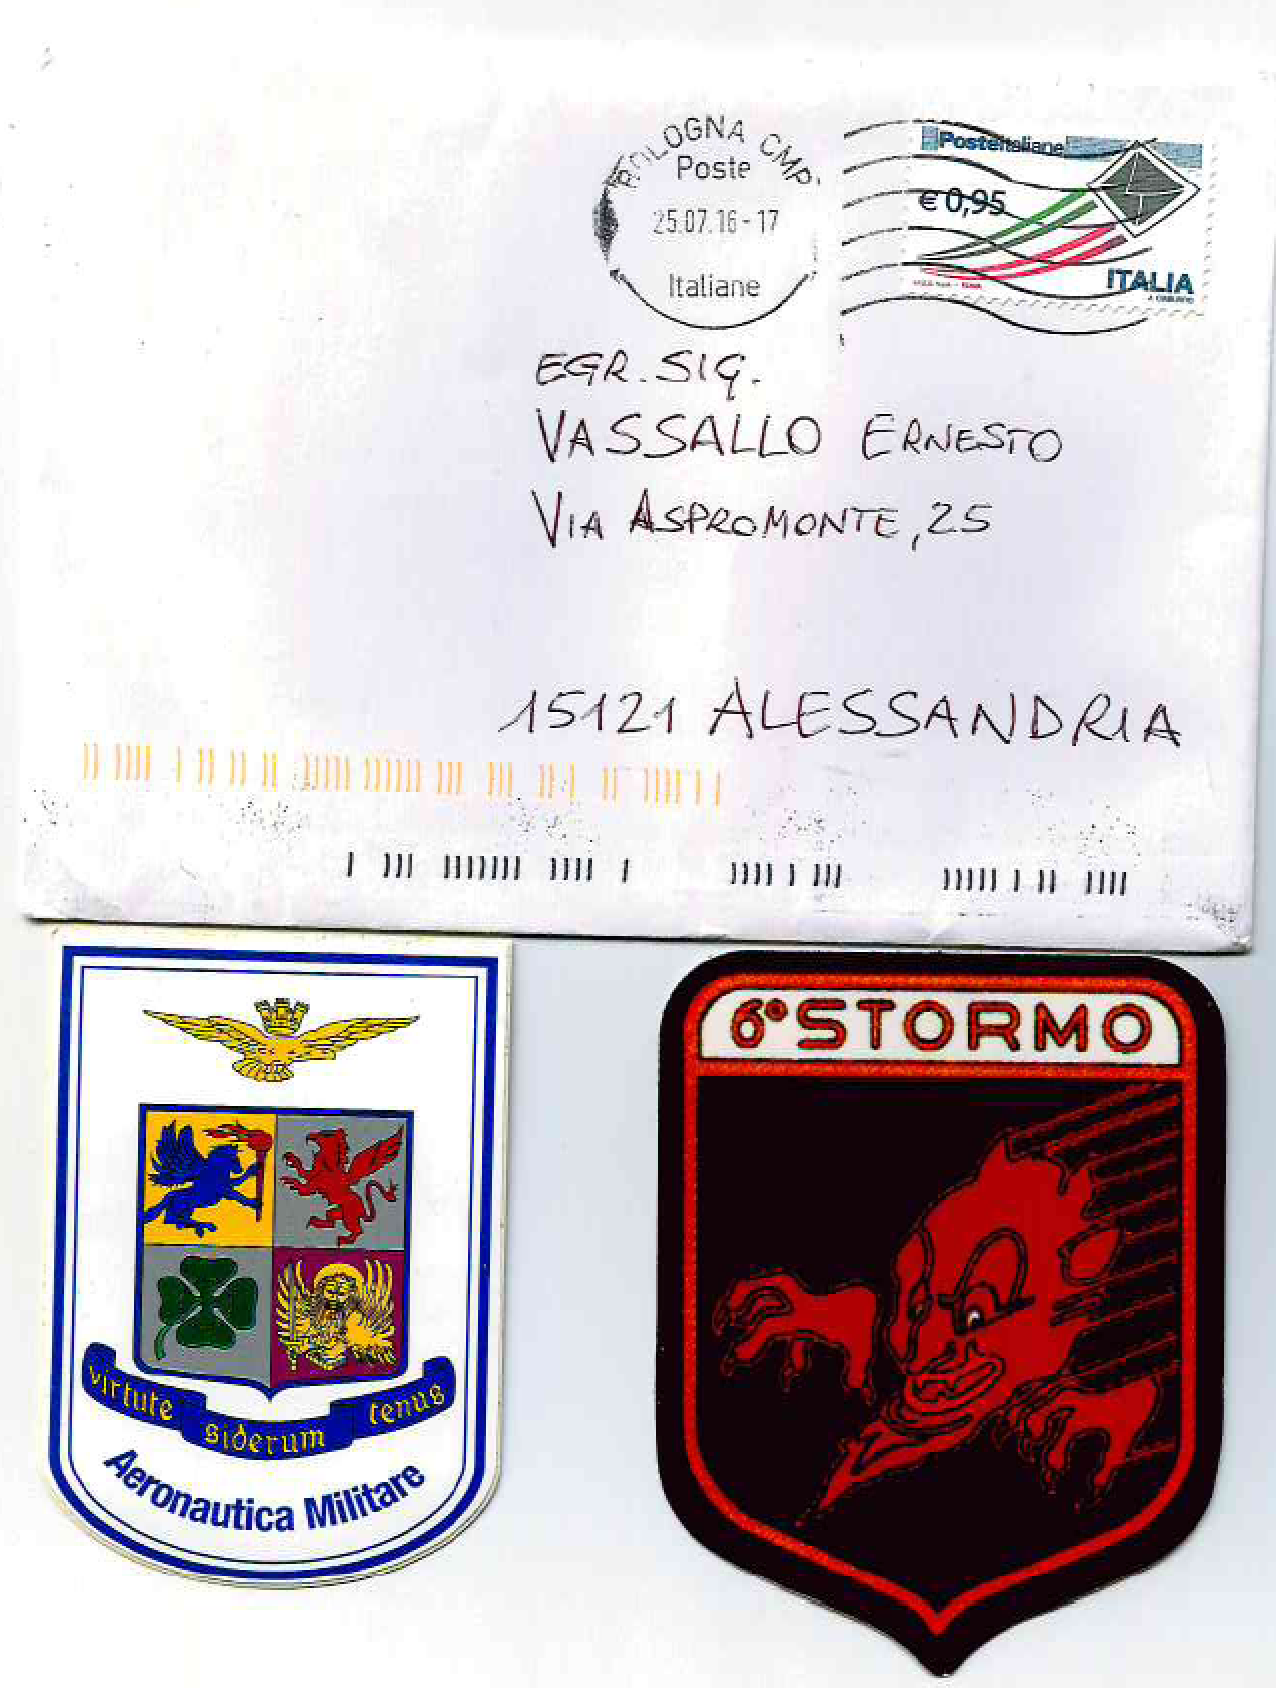 BOLOGNA CMP
Poste
25.07.16-17
Italiane
Posteitaliane
€ 0,95
ITALIA
EGR. SIG.
VASSALLO ERNESTO
VIA ASPROMONTE, 25
15121 ALESSANDRIA
virtute siderum tenus
Aeronautica Militare
6° STORMO